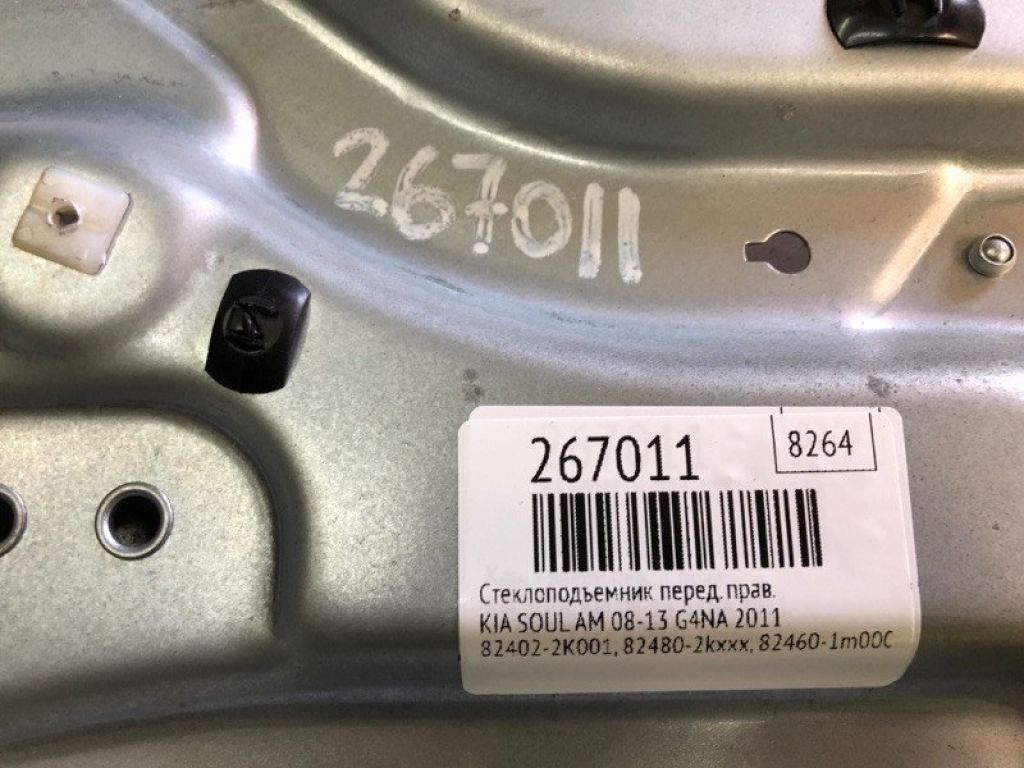 267011
267011
8264
Стеклоподъемник перед. прав.
KIA SOUL AM 08-13 G4NA 2011
82402-2K001, 82480-2kxxx, 82460-1m00C